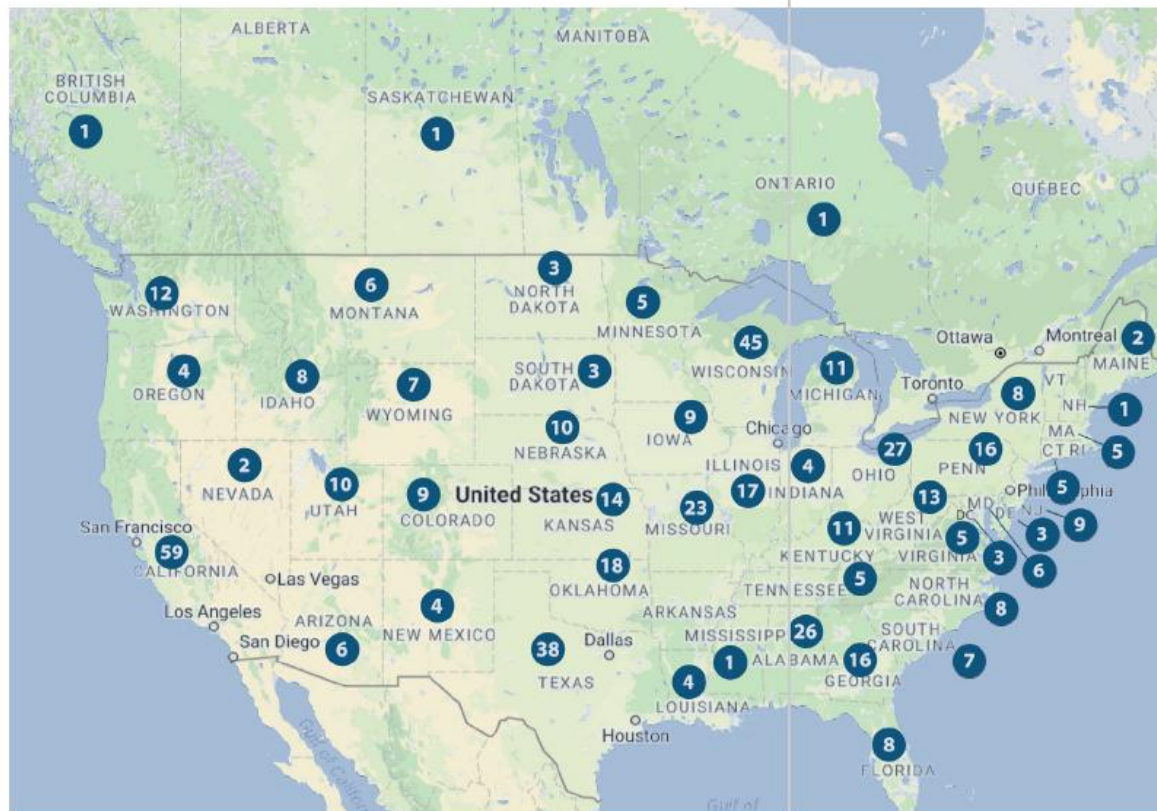 ALBERTA
MANITOBA
BRITISH
COLUMBIA
1
SASKATCHEWAN
1
ONTARIO
1
QUÉBEC
12
WASHINGTON
6
MONTANA
3
NORTH
DAKOTA
5
MINNESOTA
45
WISCONSIN
11
MICHIGAN
Ottawa
Montreal
2
MAINE
4
OREGON
8
IDAHO
7
WYOMING
SOUTH
DAKOTA
3
Toronto
8
NEW YORK
VT
NH
1
10
NEBRASKA
9
IOWA
Chicago
MA
5
CT RI
5
2
NEVADA
10
UTAH
9
COLORADO
United States
14
KANSAS
23
MISSOURI
ILLINOIS
17
4
INDIANA
27
OHIO
16
PENN
Philadelphia
13
WEST
VIRGINIA
MD
DE
NJ
9
3
DC
San Francisco
59
CALIFORNIA
Las Vegas
18
OKLAHOMA
11
KENTUCKY
5
VIRGINIA
3
6
Los Angeles
ARIZONA
6
4
NEW MEXICO
ARKANSAS
TENNESSEE
5
NORTH
CAROLINA
8
San Diego
38
TEXAS
Dallas
MISSISSIPP
1
26
ALABAMA
16
GEORGIA
SOUTH
CAROLINA
7
4
LOUISIANA
Houston
8
FLORIDA
Gulf of